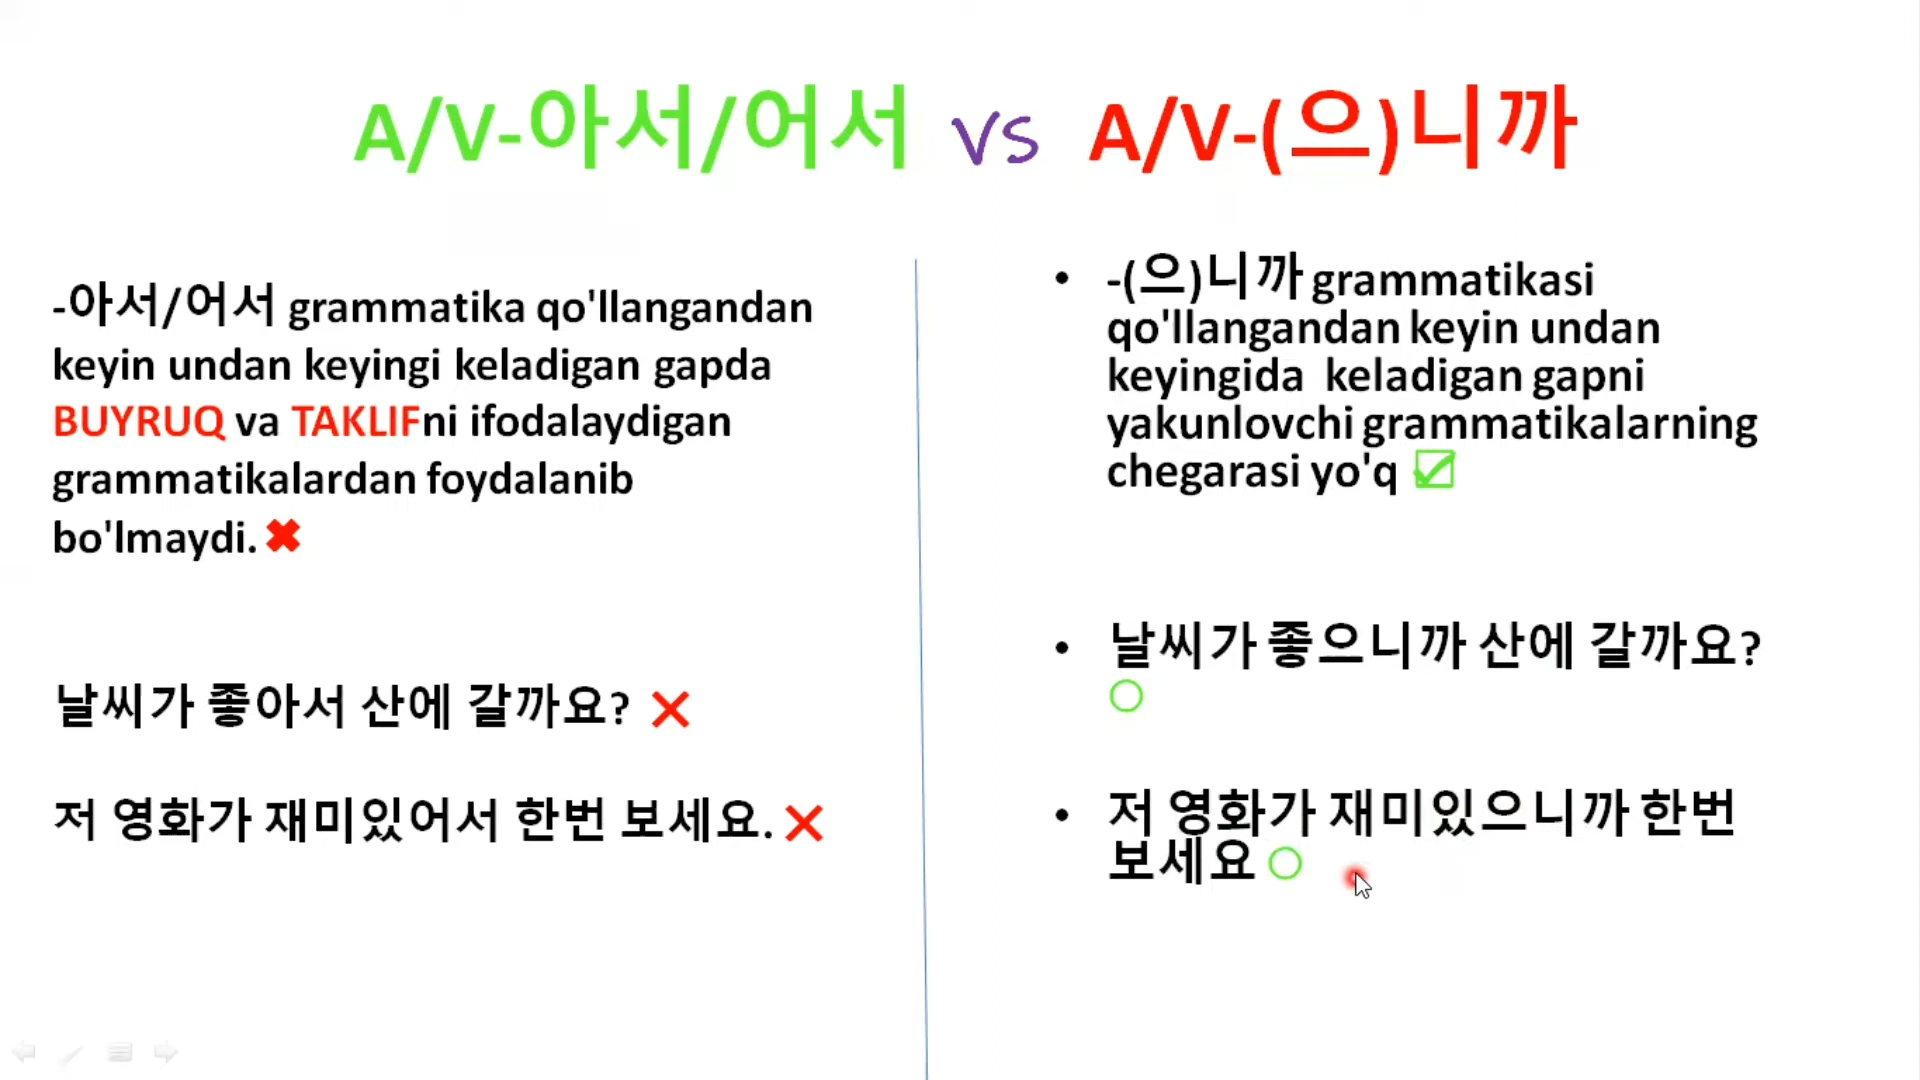 A/V-아서/어서 vs A/V-(으)니까
-아서/어서 grammatika qo'llangandan
keyin undan keyingi keladigan gapda
BUYRUQ va TAKLIFni ifodalaydigan
grammatikalardan foydalanib
bo'lmaydi.
날씨가 좋아서 산에 갈까요?
저 영화가 재미있어서 한번 보세요.
-(으)니까 grammatikasi
qo'llangandan keyin undan
keyingida keladigan gapni
yakunlovchi grammatikalarning
chegarasi yo'q
날씨가 좋으니까 산에 갈까요?
저 영화가 재미있으니까 한번
보세요